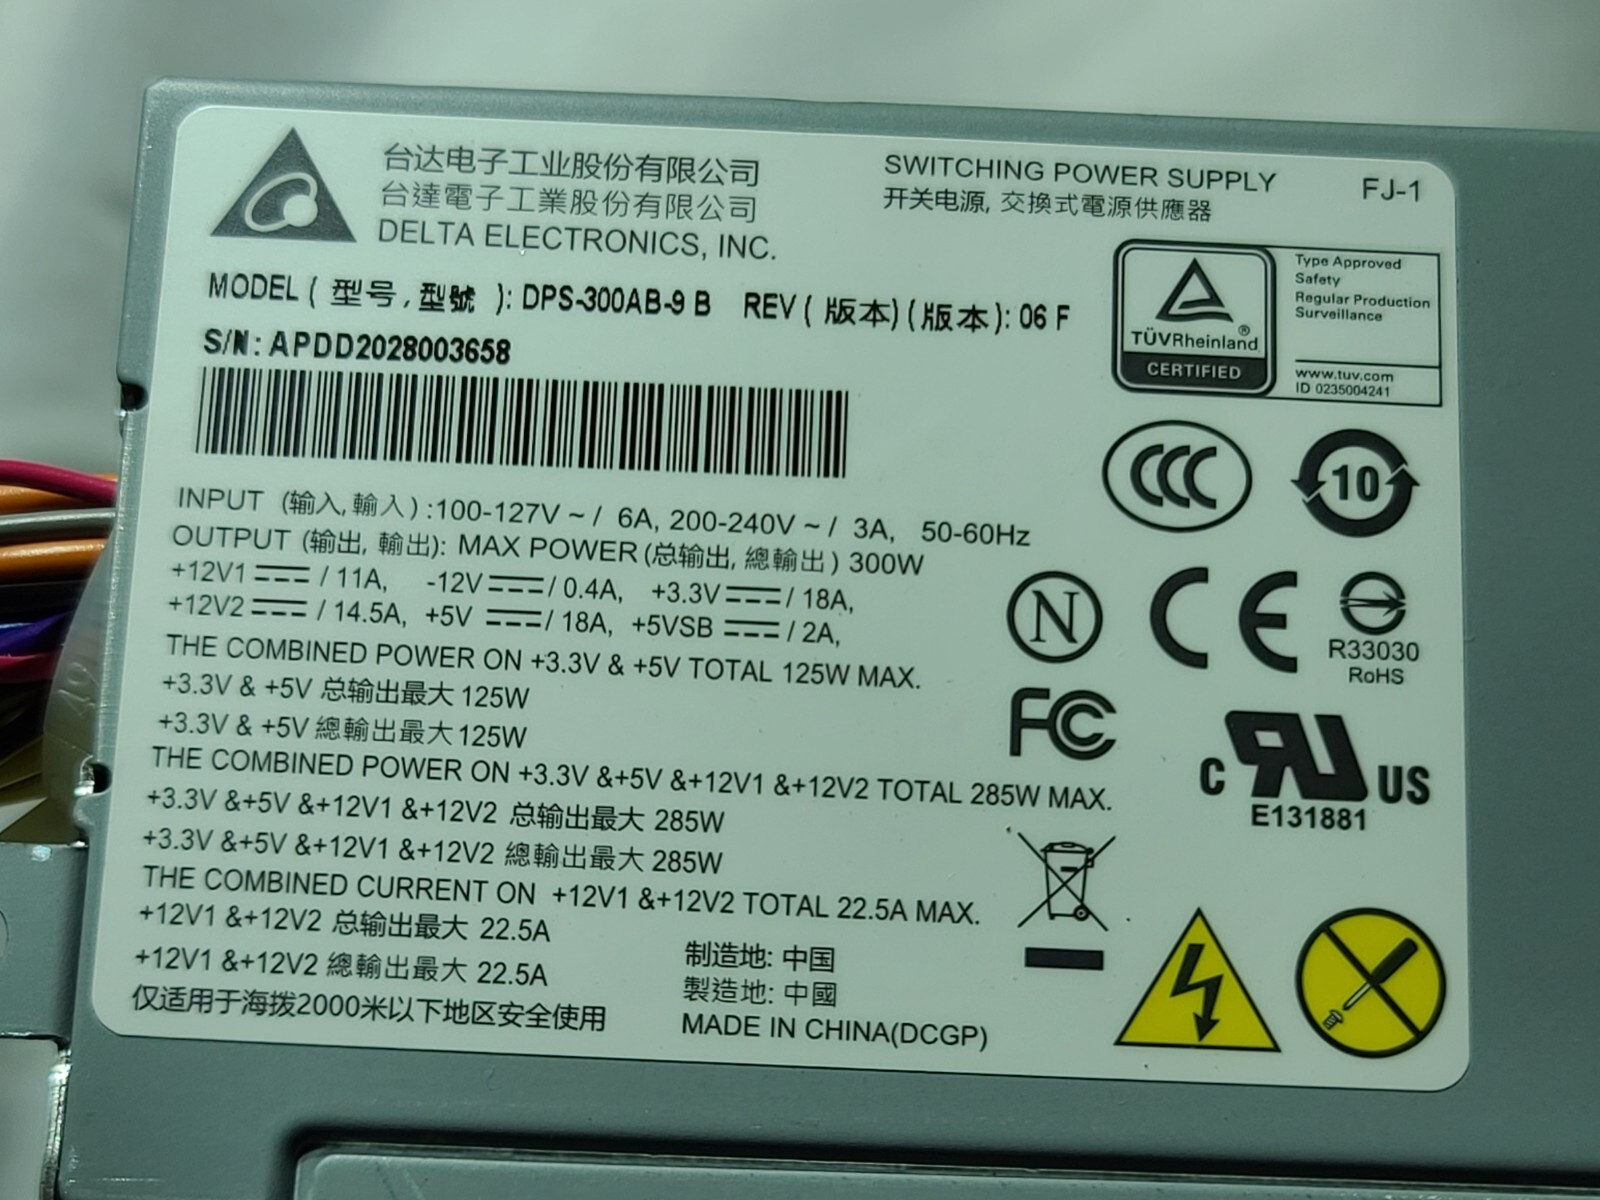 台达电子工业股份有限公司
台達電子工業股份有限公司
DELTA ELECTRONICS, INC.
SWITCHING POWER SUPPLY
开关电源, 交換式電源供應器
FJ-1
MODEL ( 型号 , 型號 ): DPS-300AB-9 B REV ( 版本) ( 版本 ): 06 F
S/N: APDD2028003658
TÜVRheinland®
CERTIFIED
Type Approved
Safety
Regular Production
Surveillance
www.tuv.com
ID 0235004241
CCC
10
INPUT (输入, 輸入) :100-127V ~ / 6A, 200-240V ~ / 3A, 50-60Hz
OUTPUT (输出, 輸出): MAX POWER (总输出, 總輸出) 300W
+12V1 ⎓ / 11A, -12V ⎓ / 0.4A, +3.3V ⎓ / 18A,
+12V2 ⎓ / 14.5A, +5V ⎓ / 18A, +5VSB ⎓ / 2A,
THE COMBINED POWER ON +3.3V & +5V TOTAL 125W MAX.
+3.3V & +5V 总输出最大 125W
+3.3V & +5V 總輸出最大 125W
THE COMBINED POWER ON +3.3V &+5V &+12V1 &+12V2 TOTAL 285W MAX.
+3.3V &+5V &+12V1 &+12V2 总输出最大 285W
+3.3V &+5V &+12V1 &+12V2 總輸出最大 285W
THE COMBINED CURRENT ON +12V1 &+12V2 TOTAL 22.5A MAX.
+12V1 &+12V2 总输出最大 22.5A
+12V1 &+12V2 總輸出最大 22.5A
仅适用于海拨2000米以下地区安全使用
制造地: 中国
製造地: 中國
MADE IN CHINA(DCGP)
N
CE
R33030
RoHS
FC
C RU US
E131881